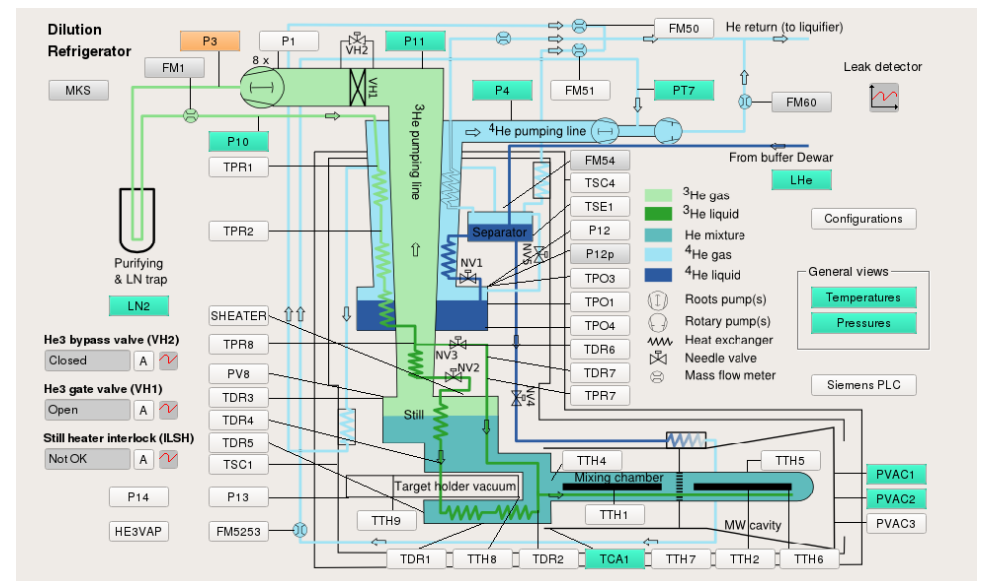 Dilution
Refrigerator
P3
P1
VH2
P11
FM50
He return (to liquifier)
FM1
8 x
MKS
VH1
P4
FM51
PT7
FM60
Leak detector
P10
3He pumping line
4He pumping line
From buffer Dewar
LHe
TPR1
FM54
TSC4
3He gas
TSE1
3He liquid
Configurations
TPR2
Separator
P12
He mixture
NV5
P12p
4He gas
Purifying
& LN trap
NV1
TPO3
4He liquid
General views
LN2
TPO1
Roots pump(s)
Temperatures
SHEATER
TPO4
Rotary pump(s)
Pressures
He3 bypass valve (VH2)
TPR8
NV3
TDR6
Heat exchanger
Closed
A
PV8
NV2
TDR7
Needle valve
He3 gate valve (VH1)
TDR3
NV4
TPR7
Mass flow meter
Siemens PLC
Open
A
TDR4
Still
Still heater interlock (ILSH)
TDR5
Not OK
A
TSC1
TTH4
TTH5
PVAC1
P14
P13
Target holder vacuum
Mixing chamber
PVAC2
TTH9
TTH1
MW cavity
PVAC3
HE3VAP
FM5253
TDR1
TTH8
TDR2
TCA1
TTH7
TTH2
TTH6